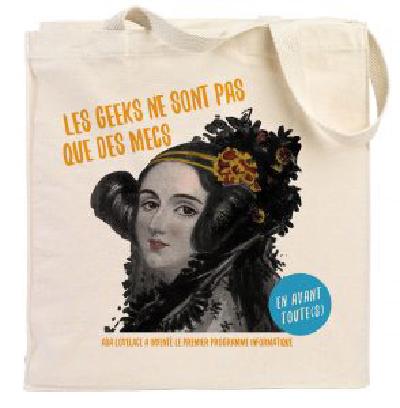 LES GEEKS NE SONT PAS
QUE DES MECS
EN AVANT
TOUTE(S)
ADA LOVELACE A INVENTÉ LE PREMIER PROGRAMME INFORMATIQUE